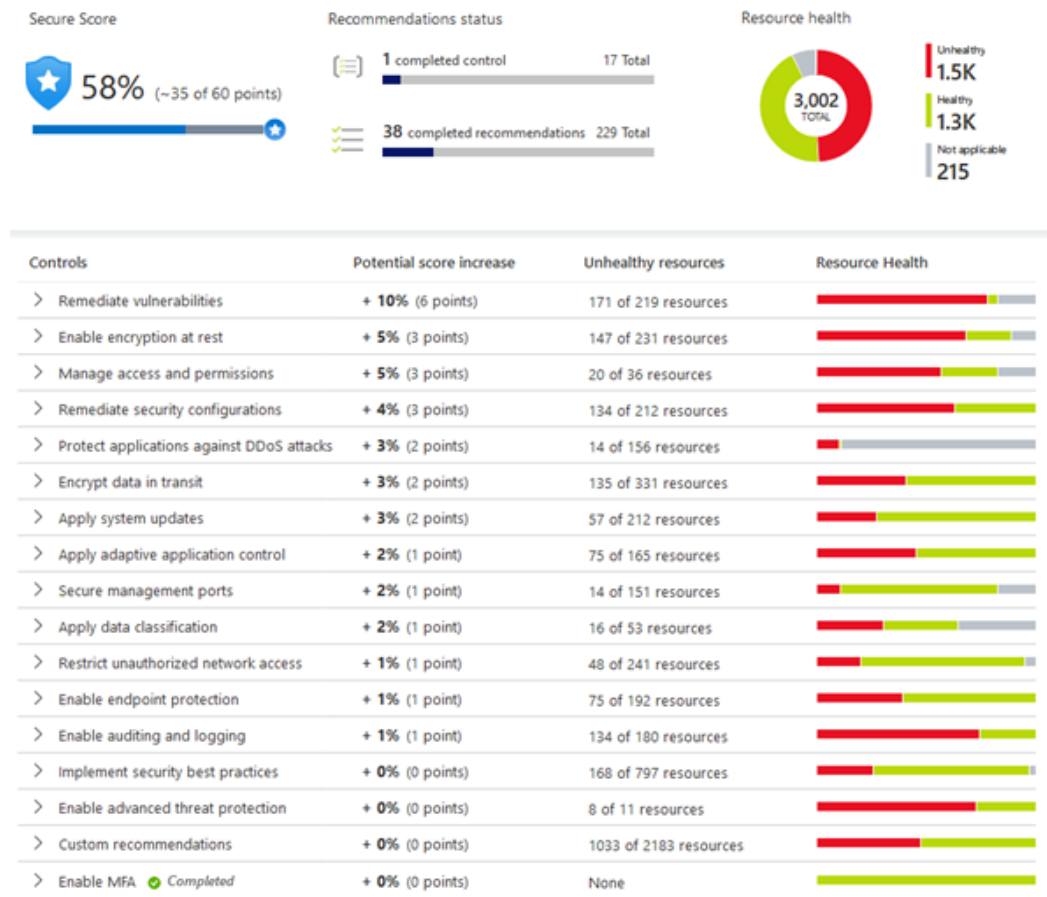 Secure Score
58% (~35 of 60 points)
Recommendations status
1 completed control 17 Total
38 completed recommendations 229 Total
Resource health
3,002
TOTAL
Unhealthy
1.5K
Healthy
1.3K
Not applicable
215
Controls Potential score increase Unhealthy resources Resource Health
Remediate vulnerabilities + 10% (6 points) 171 of 219 resources
Enable encryption at rest + 5% (3 points) 147 of 231 resources
Manage access and permissions + 5% (3 points) 20 of 36 resources
Remediate security configurations + 4% (3 points) 134 of 212 resources
Protect applications against DDoS attacks + 3% (2 points) 14 of 156 resources
Encrypt data in transit + 3% (2 points) 135 of 331 resources
Apply system updates + 3% (2 points) 57 of 212 resources
Apply adaptive application control + 2% (1 point) 75 of 165 resources
Secure management ports + 2% (1 point) 14 of 151 resources
Apply data classification + 2% (1 point) 16 of 53 resources
Restrict unauthorized network access + 1% (1 point) 48 of 241 resources
Enable endpoint protection + 1% (1 point) 75 of 192 resources
Enable auditing and logging + 1% (1 point) 134 of 180 resources
Implement security best practices + 0% (0 points) 168 of 797 resources
Enable advanced threat protection + 0% (0 points) 8 of 11 resources
Custom recommendations + 0% (0 points) 1033 of 2183 resources
Enable MFA Completed + 0% (0 points) None